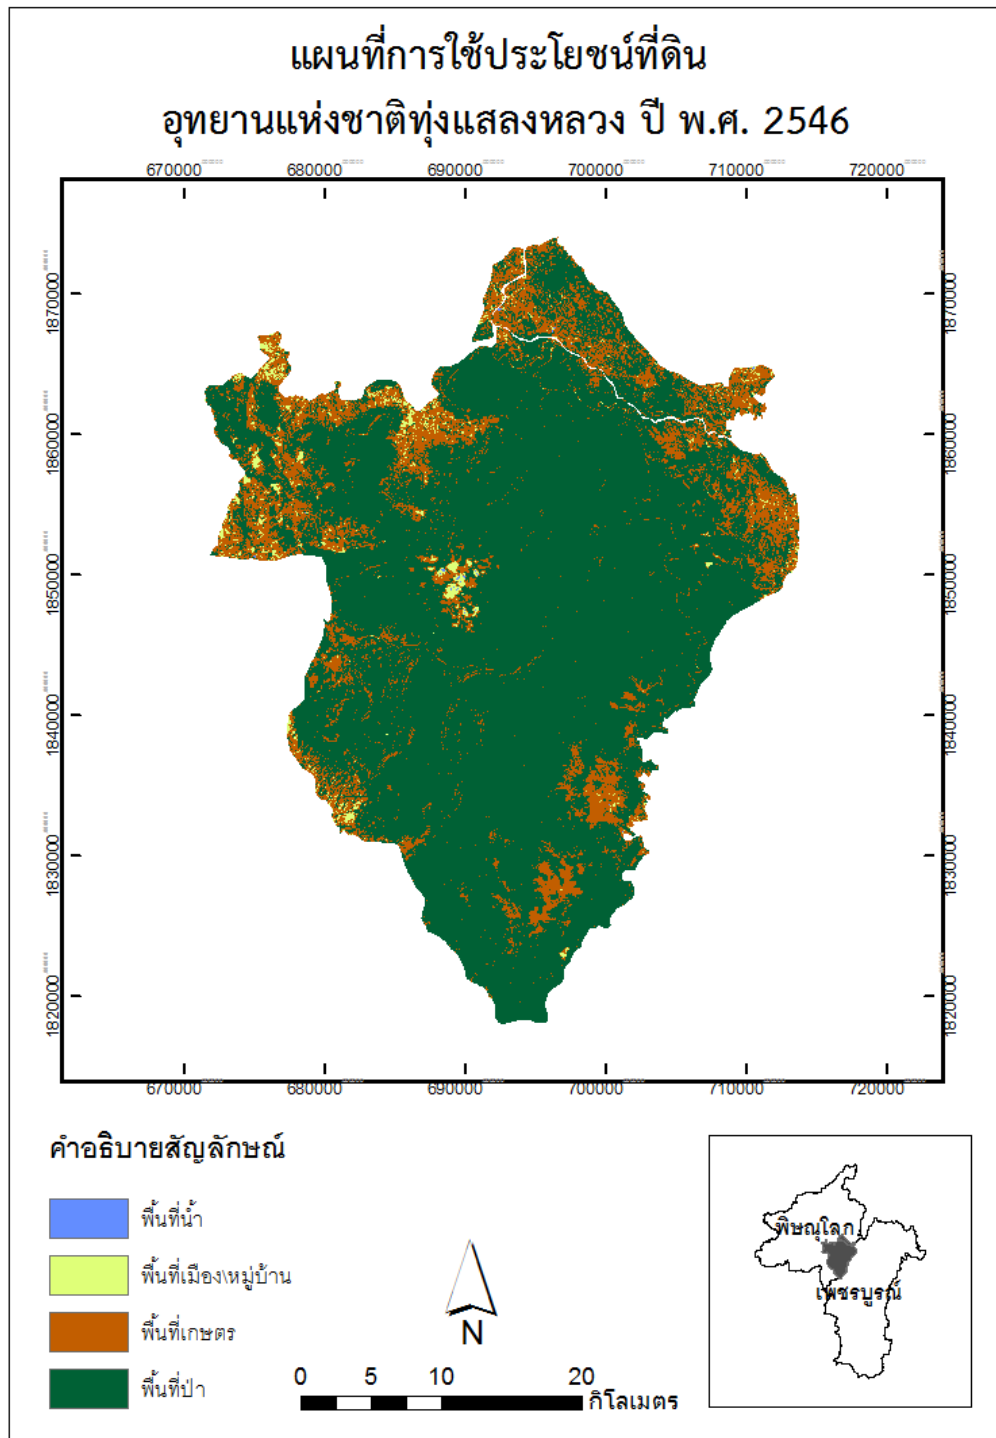 แผนที่การใช้ประโยชน์ที่ดิน
อุทยานแห่งชาติทุ่งแสลงหลวง ปี พ.ศ. 2546
670000 680000 690000 700000 710000 720000
1870000 1870000
1860000 1860000
1850000 1850000
1840000 1840000
1830000 1830000
1820000 1820000
670000 680000 690000 700000 710000 720000
คำอธิบายสัญลักษณ์
พื้นที่น้ำ
พื้นที่เมือง\หมู่บ้าน
พื้นที่เกษตร
พื้นที่ป่า
N
0 5 10 20
กิโลเมตร
พิษณุโลก
เพชรบูรณ์